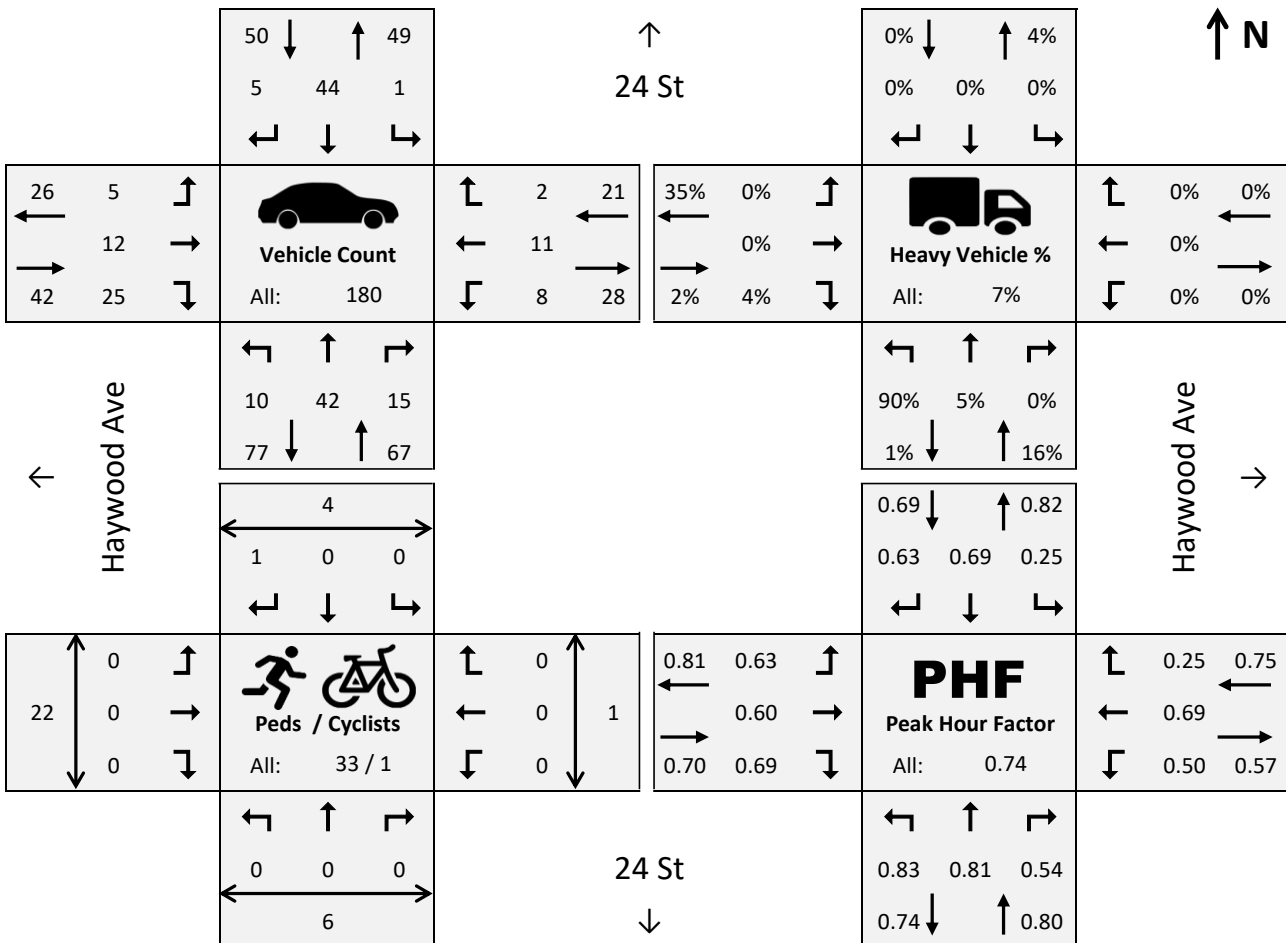 50 49 ↑ 0% 4% N
24 St
5 44 1 0% 0% 0%
26 5 2 21 35% 0% 0% 0%
12 Vehicle Count 11 0% Heavy Vehicle % 0%
42 25 All: 180 8 28 2% 4% All: 7% 0% 0%
10 42 15 90% 5% 0%
77 67 1% 16%
Haywood Ave
←
Haywood Ave
→
4 0.69 0.82
1 0 0 0.63 0.69 0.25
0 0 0.81 0.63 PHF 0.25 0.75
22 0 Peds / Cyclists 0 1 0.60 Peak Hour Factor 0.69
0 All: 33 / 1 0 0.70 0.69 All: 0.74 0.50 0.57
0 0 0 24 St 0.83 0.81 0.54
6 ↓ 0.74 0.80